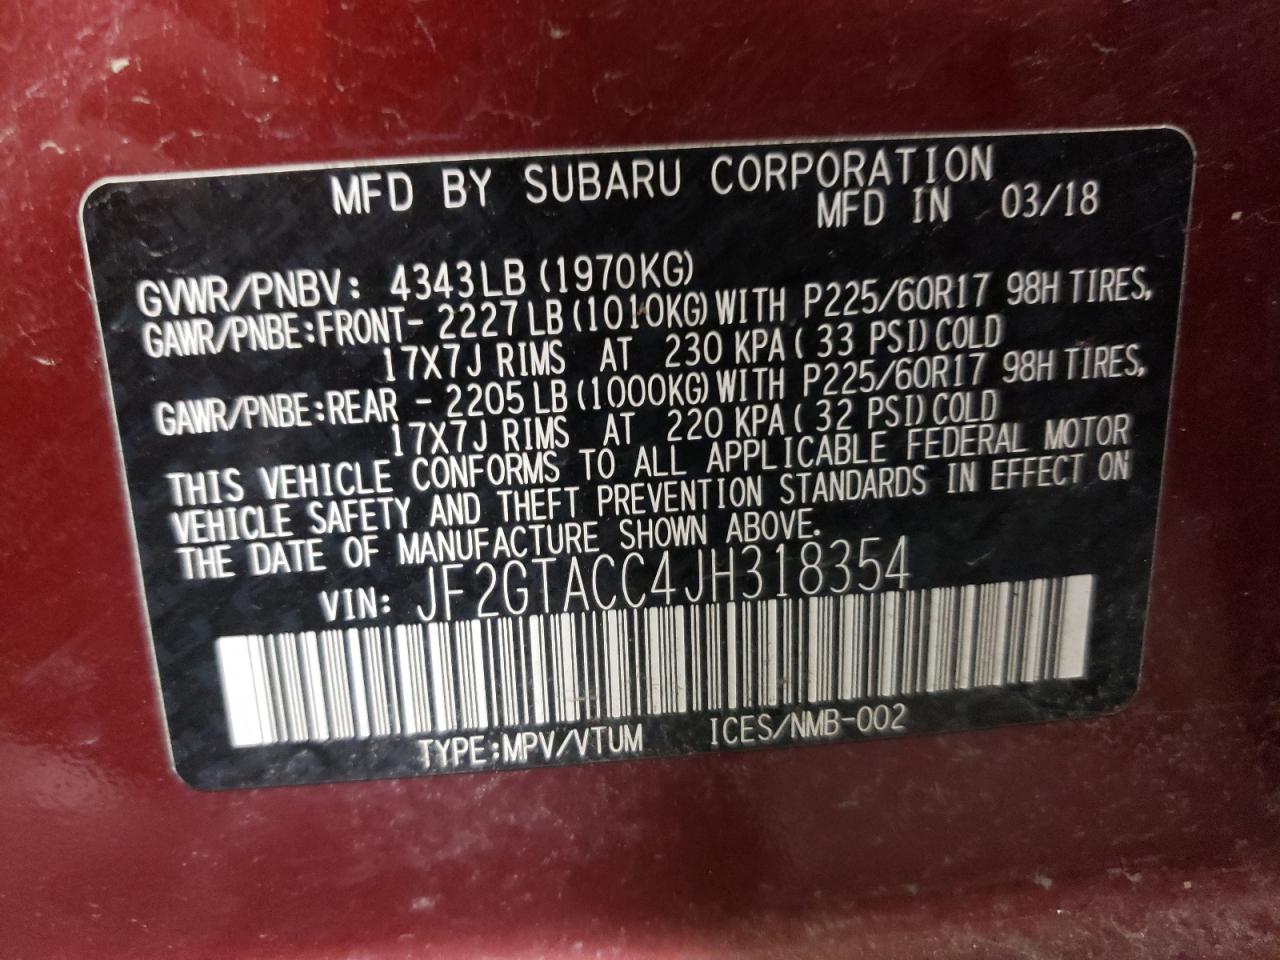 MFD BY SUBARU CORPORATION
MFD IN 03/18
GVWR/PNBV: 4343LB (1970KG)
GAWR/PNBE:FRONT- 2227LB(1010KG)WITH P225/60R17 98H TIRES,
17X7J RIMS AT 230 KPA( 33 PSI)COLD
GAWR/PNBE:REAR - 2205LB(1000KG)WITH P225/60R17 98H TIRES,
17X7J RIMS AT 220 KPA( 32 PSI)COLD
THIS VEHICLE CONFORMS TO ALL APPLICABLE FEDERAL MOTOR
VEHICLE SAFETY AND THEFT PREVENTION STANDARDS IN EFFECT ON
THE DATE OF MANUFACTURE SHOWN ABOVE.
VIN: JF2GTACC4JH318354
TYPE:MPV/VTUM ICES/NMB-002